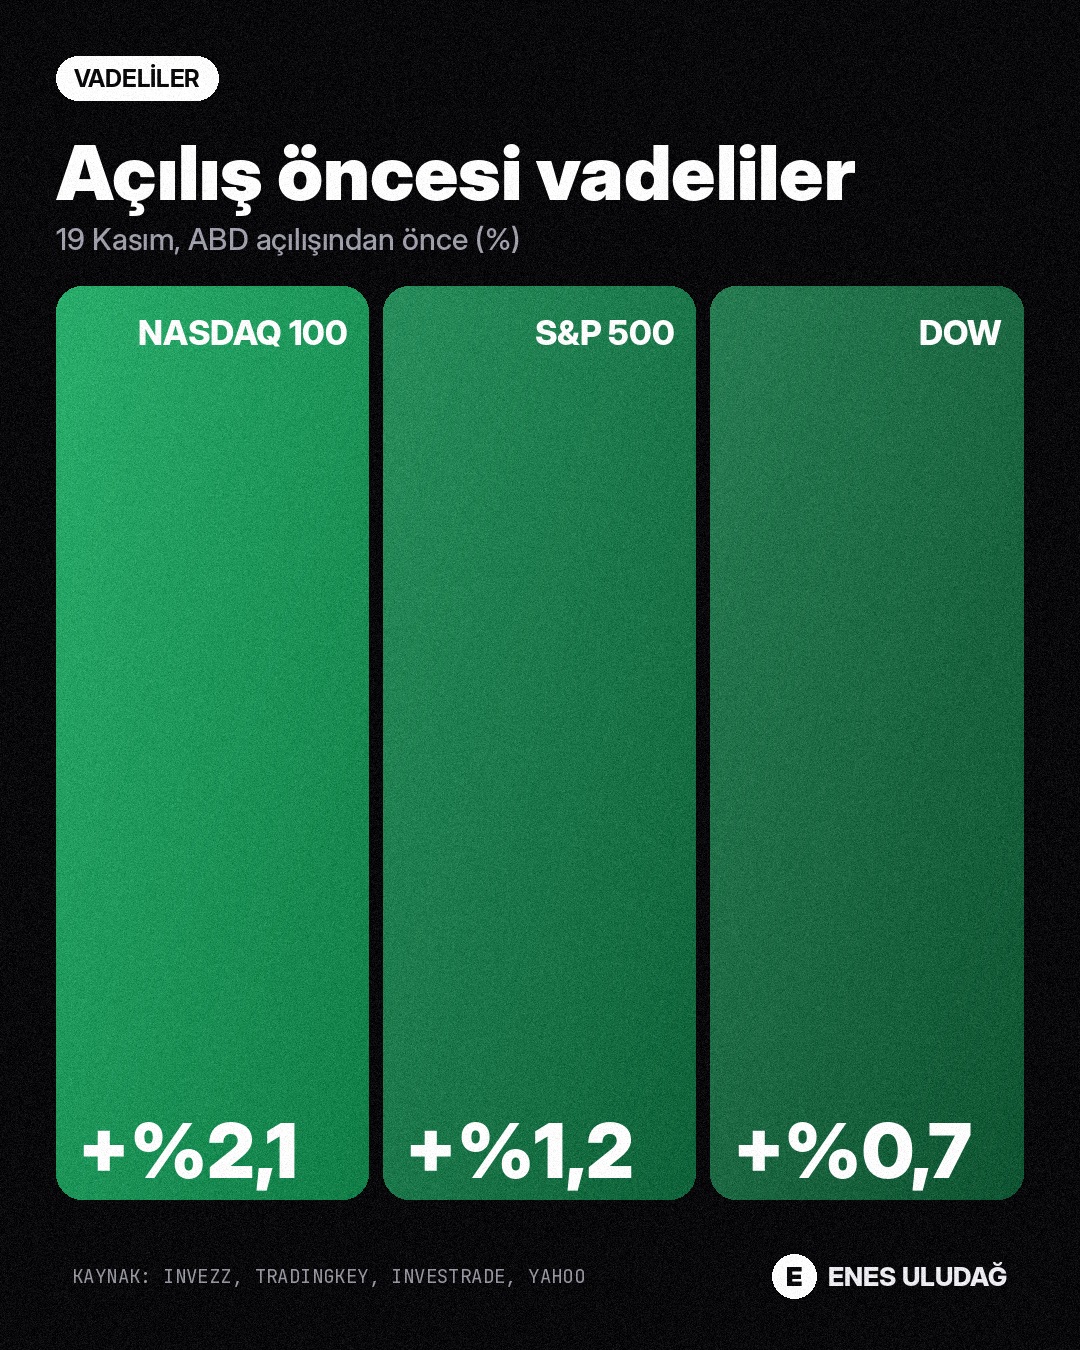 VADELİLER
Açılış öncesi vadeliler
19 Kasım, ABD açılışından önce (%)
NASDAQ 100
S&P 500
DOW
+%2,1
+%1,2
+%0,7
KAYNAK: INVEZZ, TRADINGKEY, INVESTRADE, YAHOO
E ENES ULUDAĞ